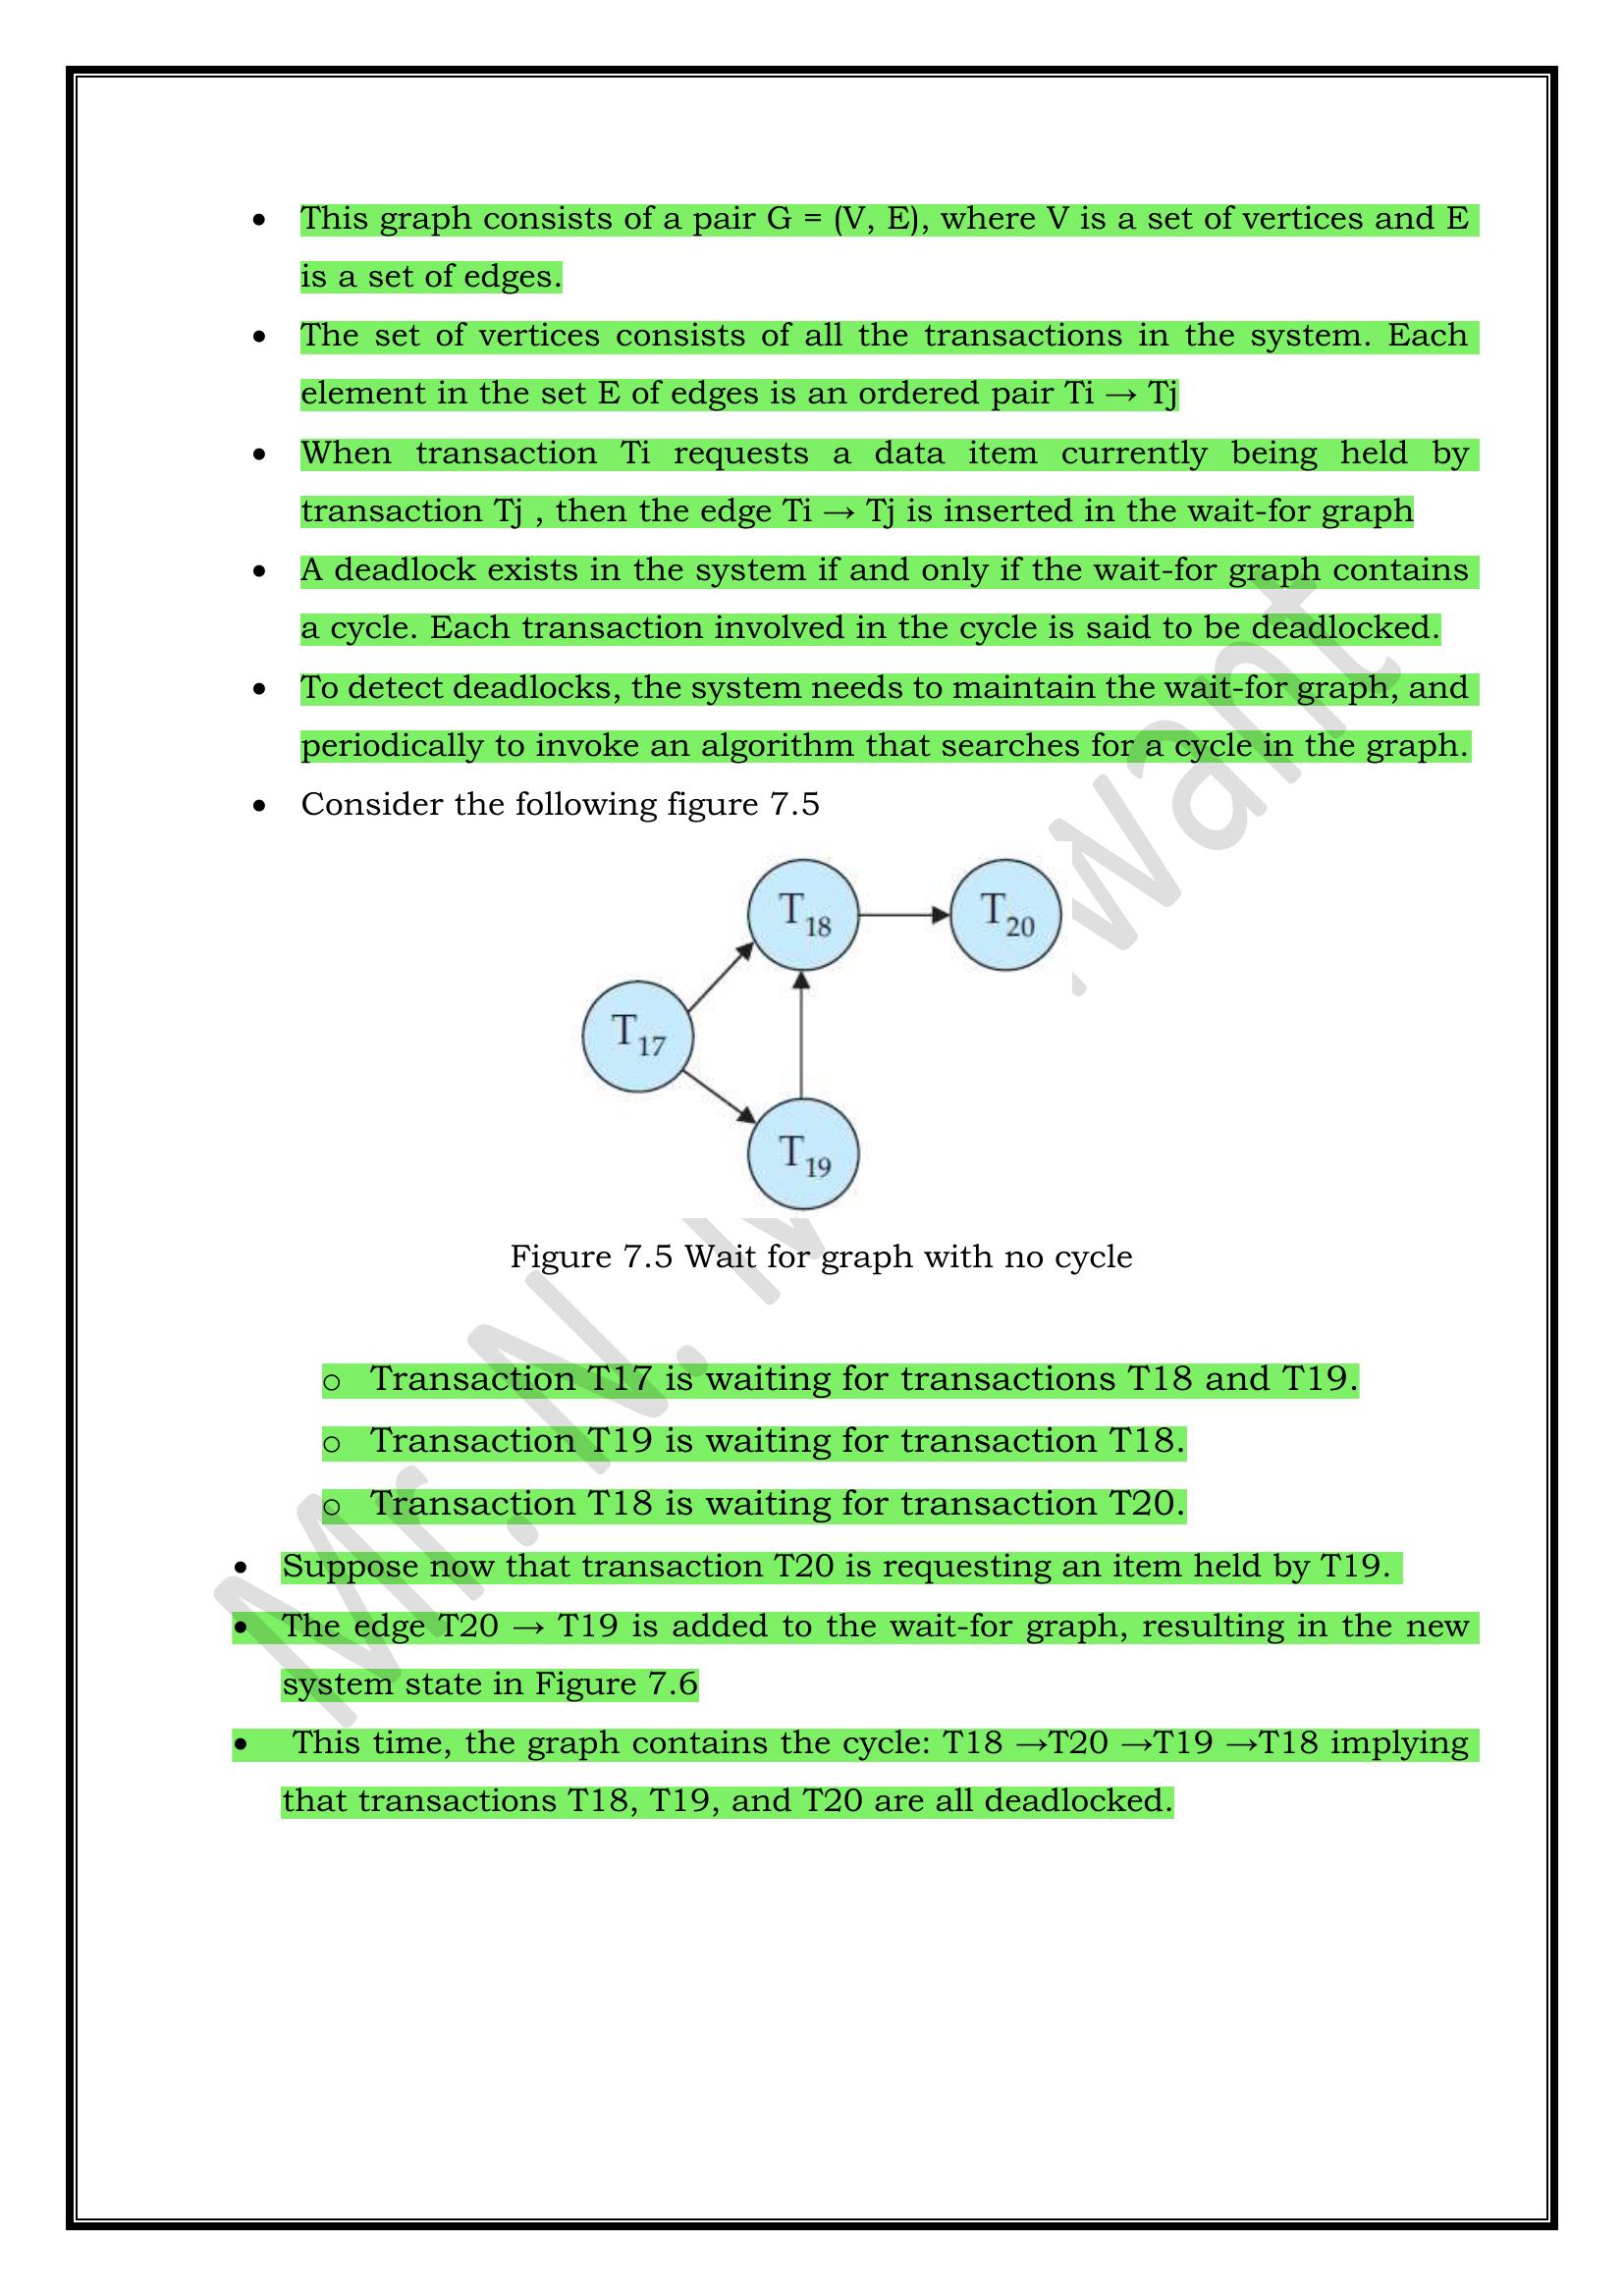 • This graph consists of a pair G = (V, E), where V is a set of vertices and E
is a set of edges.
• The set of vertices consists of all the transactions in the system. Each
element in the set E of edges is an ordered pair Ti → Tj
• When transaction Ti requests a data item currently being held by
transaction Tj , then the edge Ti → Tj is inserted in the wait-for graph
• A deadlock exists in the system if and only if the wait-for graph contains
a cycle. Each transaction involved in the cycle is said to be deadlocked.
• To detect deadlocks, the system needs to maintain the wait-for graph, and
periodically to invoke an algorithm that searches for a cycle in the graph.
• Consider the following figure 7.5
T18
T20
T17
T19
Figure 7.5 Wait for graph with no cycle
o Transaction T17 is waiting for transactions T18 and T19.
o Transaction T19 is waiting for transaction T18.
o Transaction T18 is waiting for transaction T20.
• Suppose now that transaction T20 is requesting an item held by T19.
• The edge T20 → T19 is added to the wait-for graph, resulting in the new
system state in Figure 7.6
• This time, the graph contains the cycle: T18 →T20 →T19 →T18 implying
that transactions T18, T19, and T20 are all deadlocked.
Mr. N.